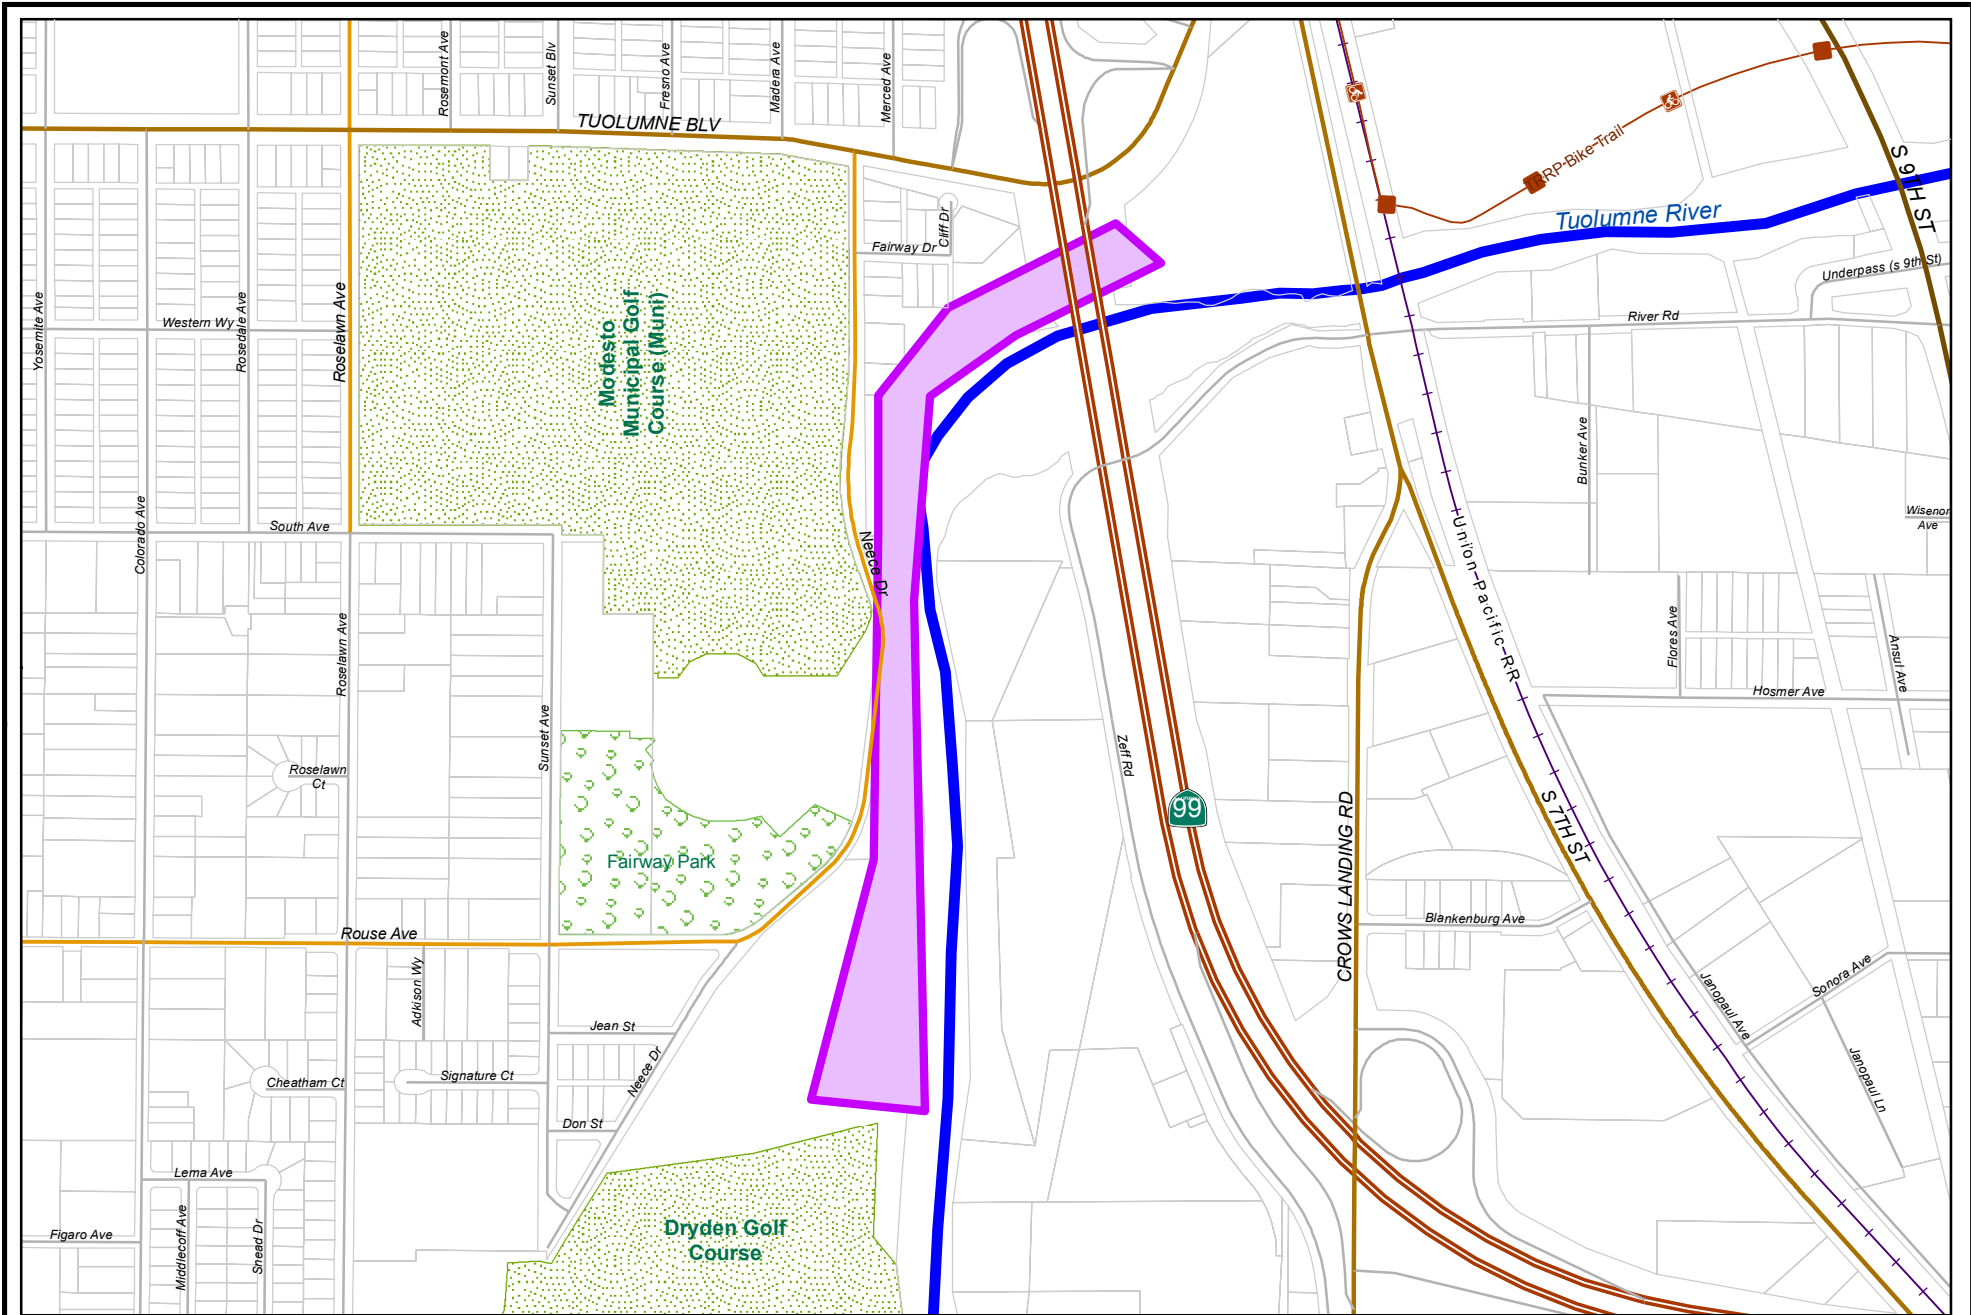 Rosemont Ave
Sunset Blv
Fresno Ave
Madera Ave
Merced Ave
TUOLUMNE BLV
TRRP-Bike-Trail
S 9TH ST
Tuolumne River
Cliff Dr
Fairway Dr
Underpass (s 9th St)
Yosemite Ave
Western Wy
Rosedale Ave
Roselawn Ave
Modesto
Municipal Golf
Course (Muni)
River Rd
Bunker Ave
Colorado Ave
South Ave
Neece Dr
Union Pacific RR
Wisenor
Ave
Roselawn Ave
Flores Ave
Ansul Ave
Hosmer Ave
Sunset Ave
Zeff Rd
Roselawn
Ct
99
CROWS LANDING RD
S 7TH ST
Fairway Park
Blankenburg Ave
Rouse Ave
Adkison Wy
Janopaul Ave
Sonora Ave
Jean St
Neece Dr
Janopaul Ln
Cheatham Ct
Signature Ct
Don St
Lema Ave
Figaro Ave
Middlecoff Ave
Snead Dr
Dryden Golf
Course